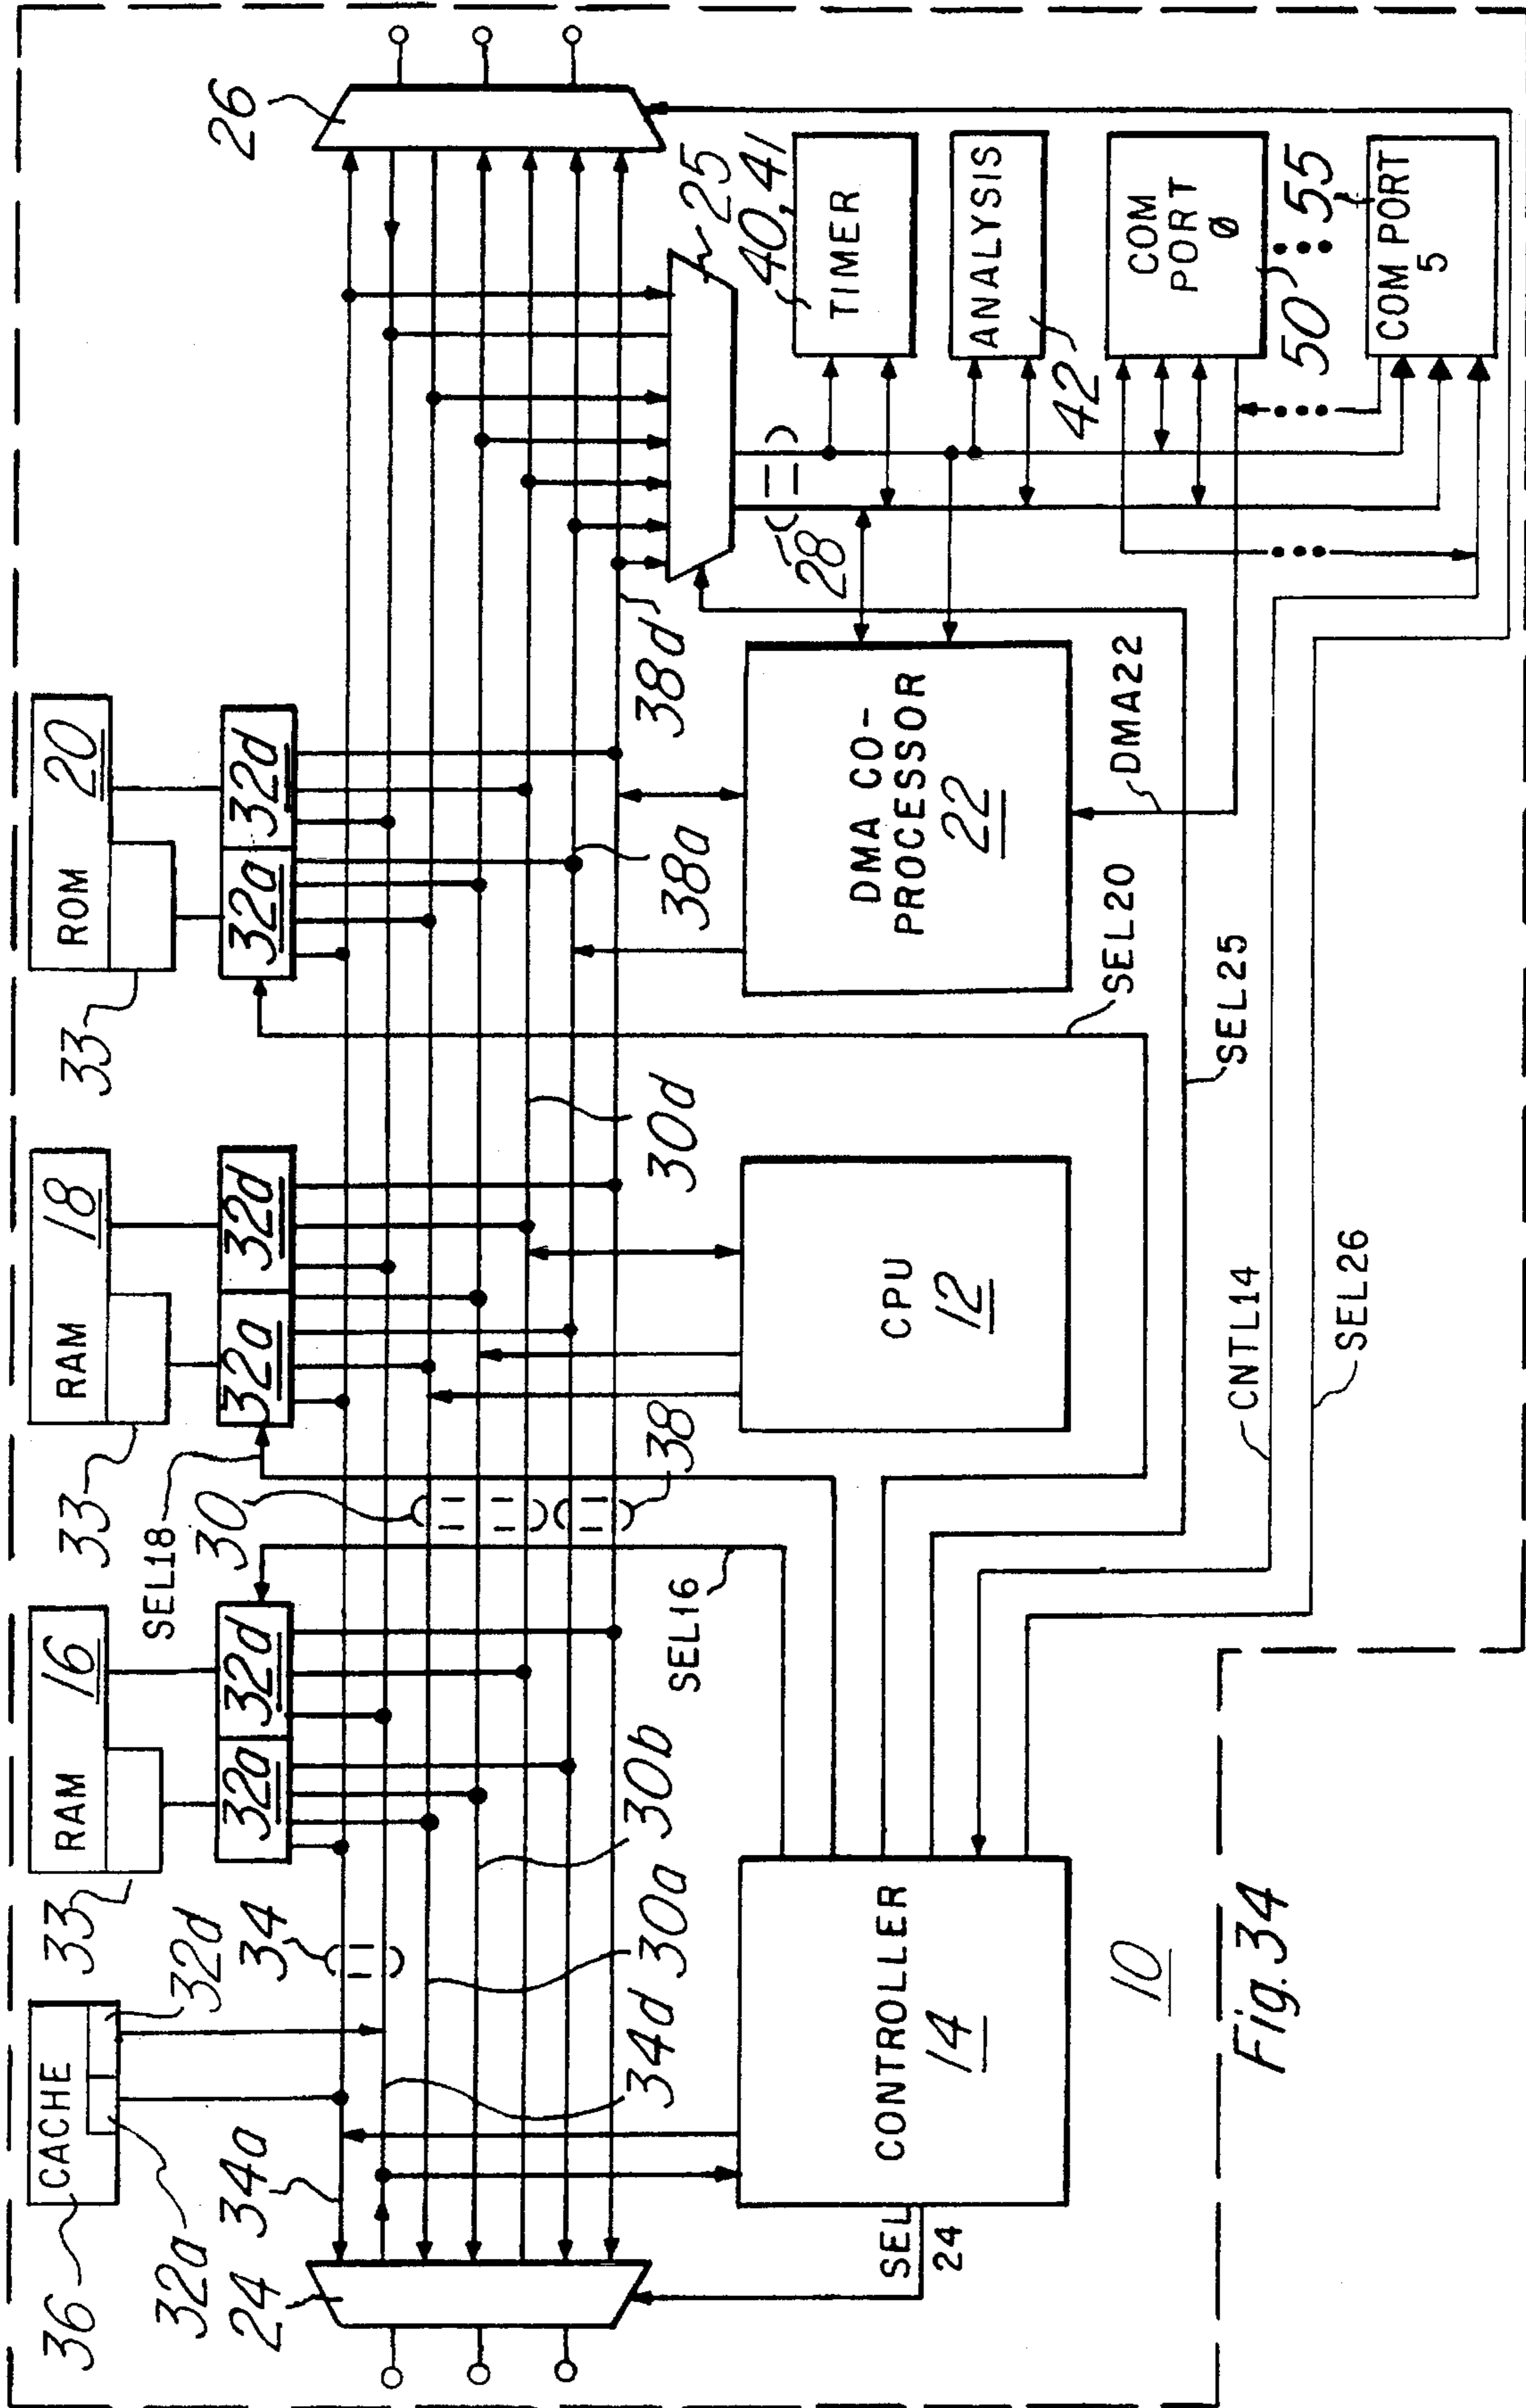 36
CACHE
32a
32d
33
RAM 16
33
RAM 18
33
ROM 20
24
34a
34
32a
32d
SEL18
30
32a
32d
32a
32d
26
34d
30a
30b
SEL16
38
30d
38a
38d
25
28
40,41
SEL
24
CONTROLLER
14
CPU
12
DMA CO-
PROCESSOR
22
TIMER
ANALYSIS
42
COM
PORT
Ø
50
55
COM PORT
5
DMA22
SEL20
SEL25
CNTL14
SEL26
10
Fig.34